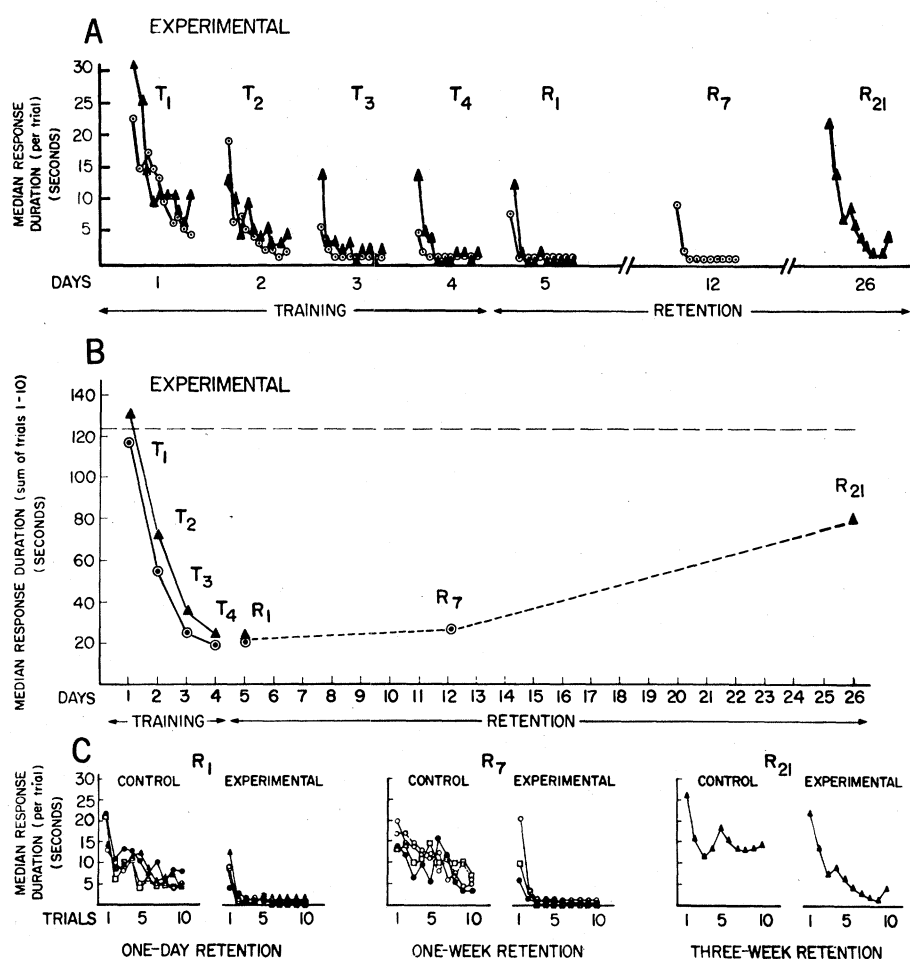 A EXPERIMENTAL
MEDIAN RESPONSE
DURATION (per trial)
(SECONDS)
30
25
20
15
10
5
T1 T2 T3 T4 R1 R7 R21
DAYS 1 2 3 4 5 12 26
TRAINING RETENTION
B EXPERIMENTAL
MEDIAN RESPONSE DURATION (sum of trials 1-10)
(SECONDS)
140
120
100
80
60
40
20
T1
T2
T3
T4 R1 R7 R21
DAYS 1 2 3 4 5 6 7 8 9 10 11 12 13 14 15 16 17 18 19 20 21 22 23 24 25 26
TRAINING RETENTION
C R1 R7 R21
CONTROL EXPERIMENTAL CONTROL EXPERIMENTAL CONTROL EXPERIMENTAL
MEDIAN RESPONSE
DURATION (per trial)
(SECONDS)
30
25
20
15
10
5
TRIALS 1 5 10 1 5 10 1 5 10 1 5 10 1 5 10 1 5 10
ONE-DAY RETENTION ONE-WEEK RETENTION THREE-WEEK RETENTION